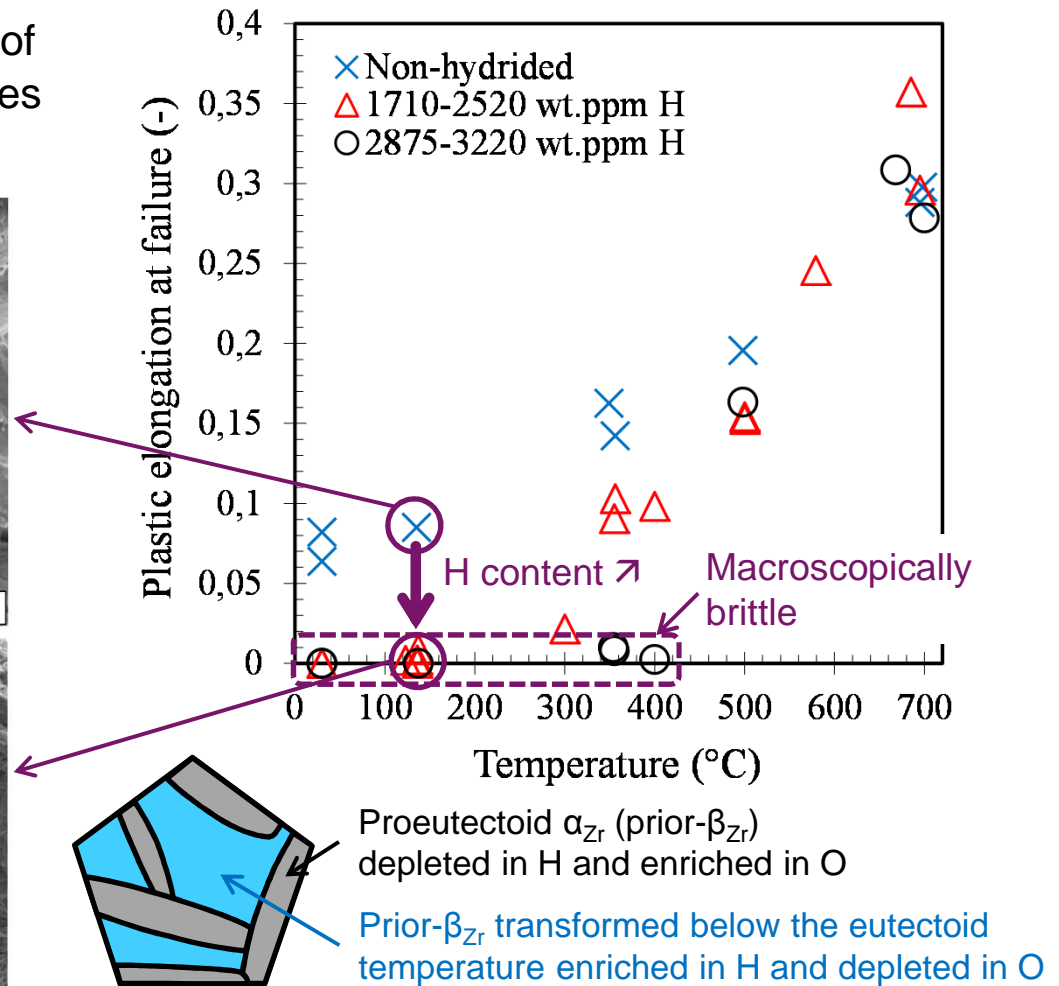 of
es
0,4
0,35
0,3
0,25
0,2
0,15
0,1
0,05
0
Plastic elongation at failure (-)
Non-hydrided
1710-2520 wt.ppm H
2875-3220 wt.ppm H
H content ↗
Macroscopically
brittle
0 100 200 300 400 500 600 700
Temperature (°C)
Proeutectoid α_Zr (prior-β_Zr)
depleted in H and enriched in O
Prior-β_Zr transformed below the eutectoid
temperature enriched in H and depleted in O